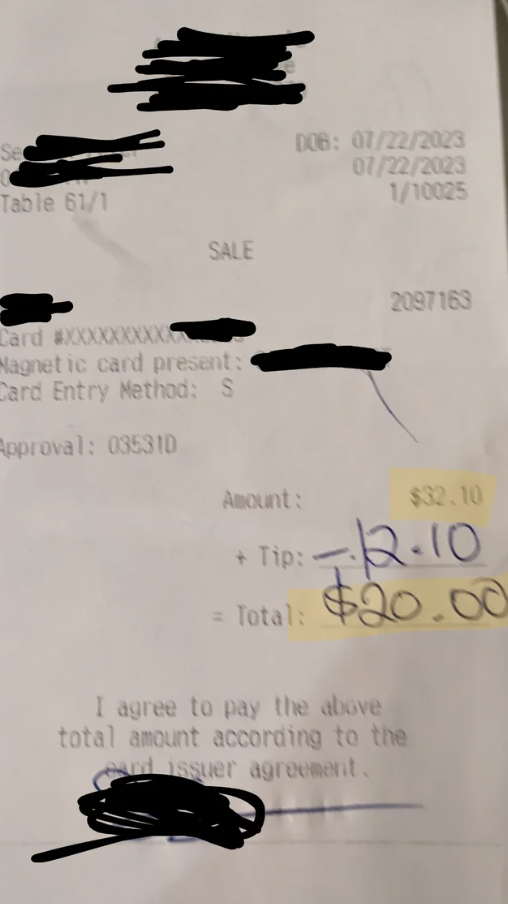 DOB: 07/22/2023
07/22/2023
Table 61/1 1/10025
SALE
2097163
Card #XXXXXXXXXXX
Magnetic card present:
Card Entry Method: S
Approval: 03531D
Amount: $32.10
+ Tip: -12.10
= Total: $20.00
I agree to pay the above
total amount according to the
card issuer agreement.